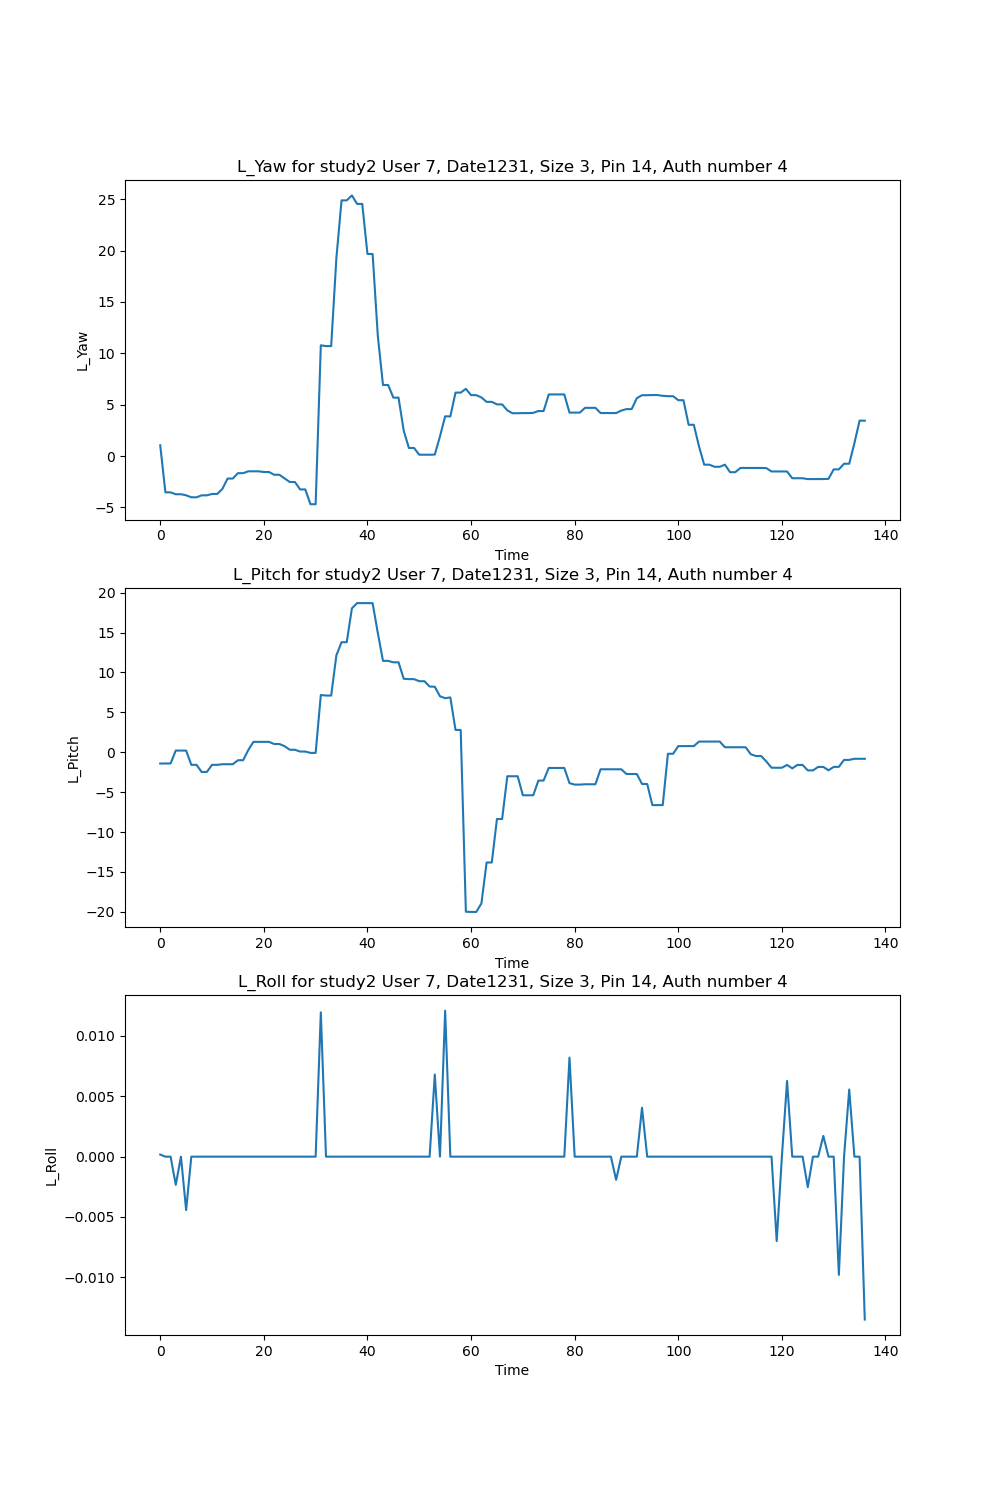 L_Yaw for study2 User 7, Date1231, Size 3, Pin 14, Auth number 4
25
20
15
10
5
0
−5
L_Yaw
0 20 40 60 80 100 120 140
Time
L_Pitch for study2 User 7, Date1231, Size 3, Pin 14, Auth number 4
20
15
10
5
0
−5
−10
−15
−20
L_Pitch
0 20 40 60 80 100 120 140
Time
L_Roll for study2 User 7, Date1231, Size 3, Pin 14, Auth number 4
0.010
0.005
0.000
−0.005
−0.010
L_Roll
0 20 40 60 80 100 120 140
Time